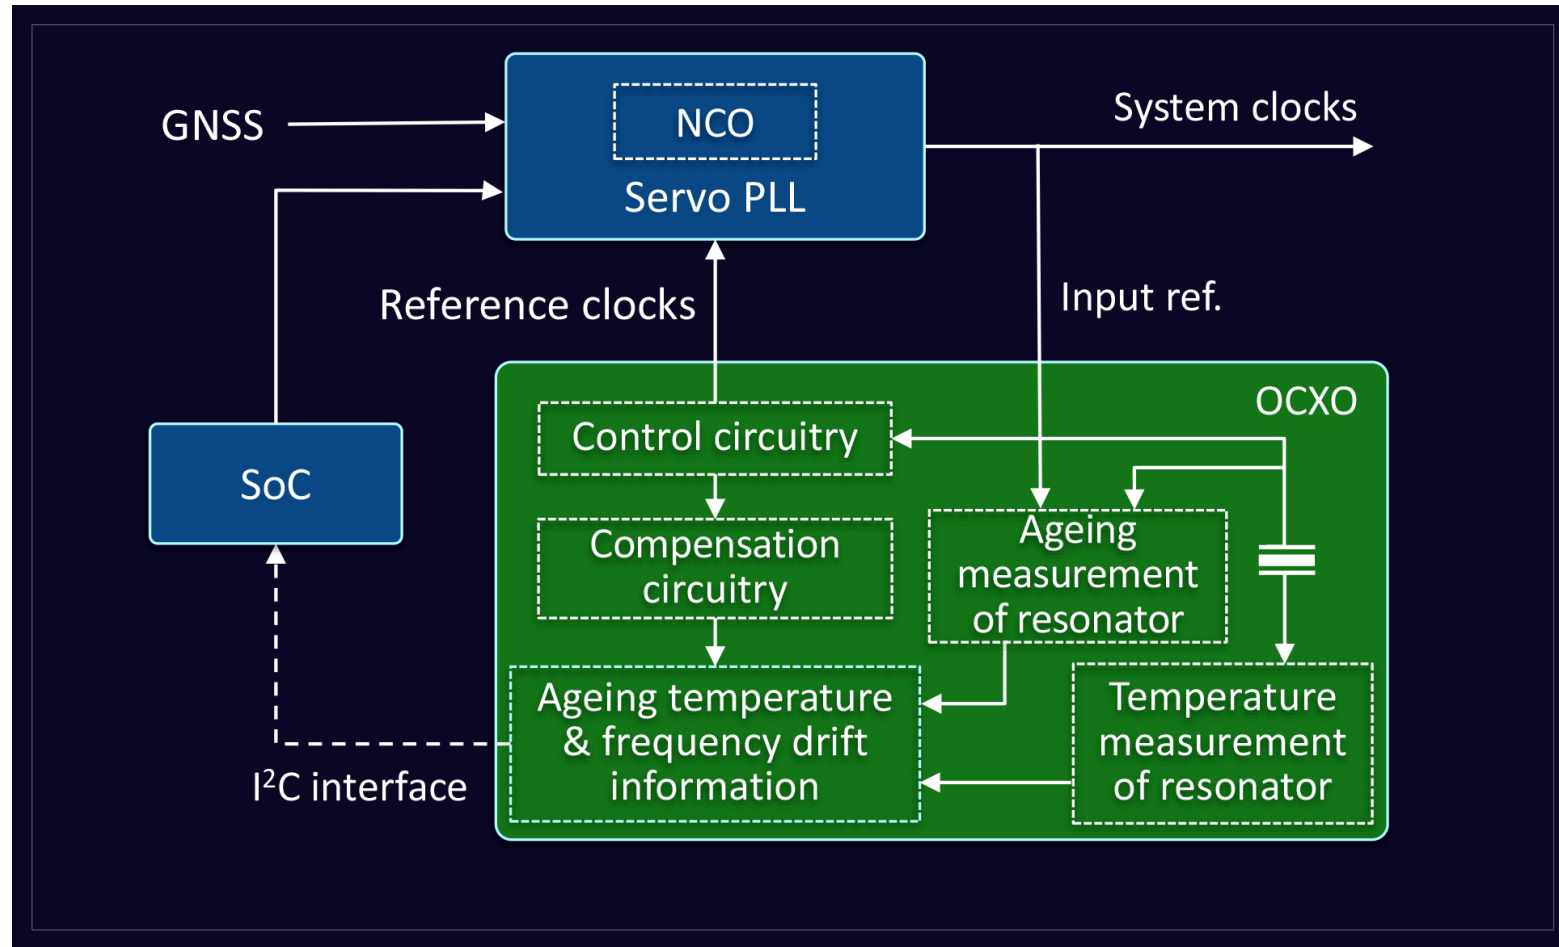 GNSS
NCO
Servo PLL
System clocks
Reference clocks
Input ref.
OCXO
Control circuitry
SoC
Compensation
circuitry
Ageing
measurement
of resonator
Ageing temperature
& frequency drift
information
Temperature
measurement
of resonator
I²C interface